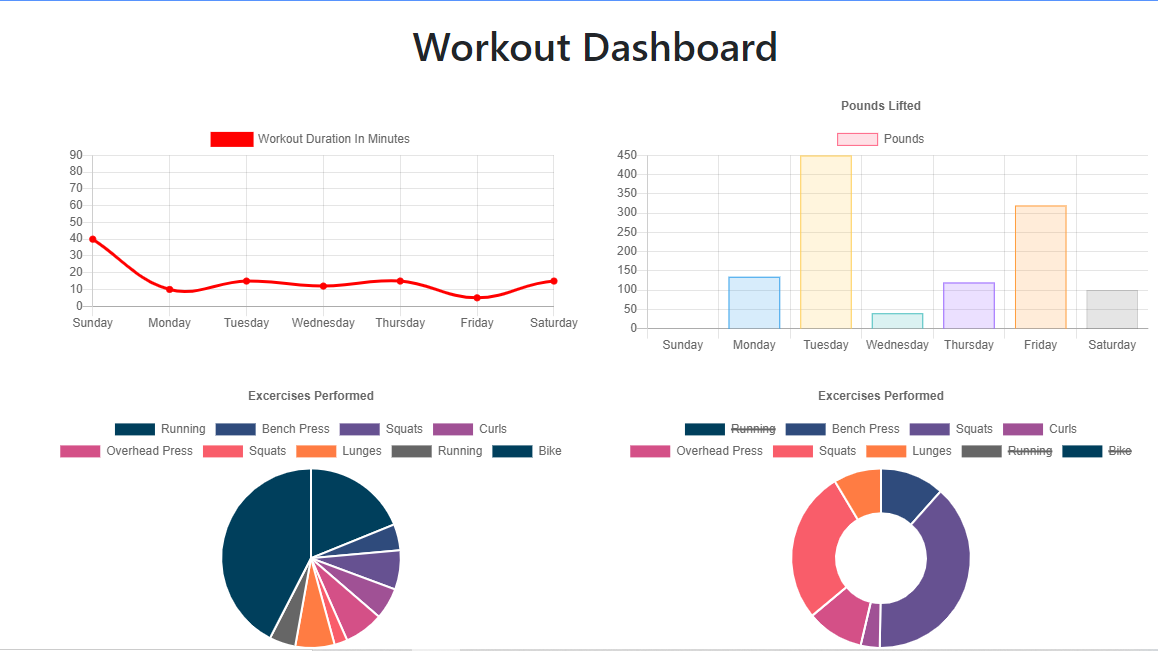 Workout Dashboard
Workout Duration In Minutes
90
80
70
60
50
40
30
20
10
0
Sunday Monday Tuesday Wednesday Thursday Friday Saturday
Pounds Lifted
Pounds
450
400
350
300
250
200
150
100
50
0
Sunday Monday Tuesday Wednesday Thursday Friday Saturday
Excercises Performed
Running Bench Press Squats Curls
Overhead Press Squats Lunges Running Bike
Excercises Performed
Running Bench Press Squats Curls
Overhead Press Squats Lunges Running Bike